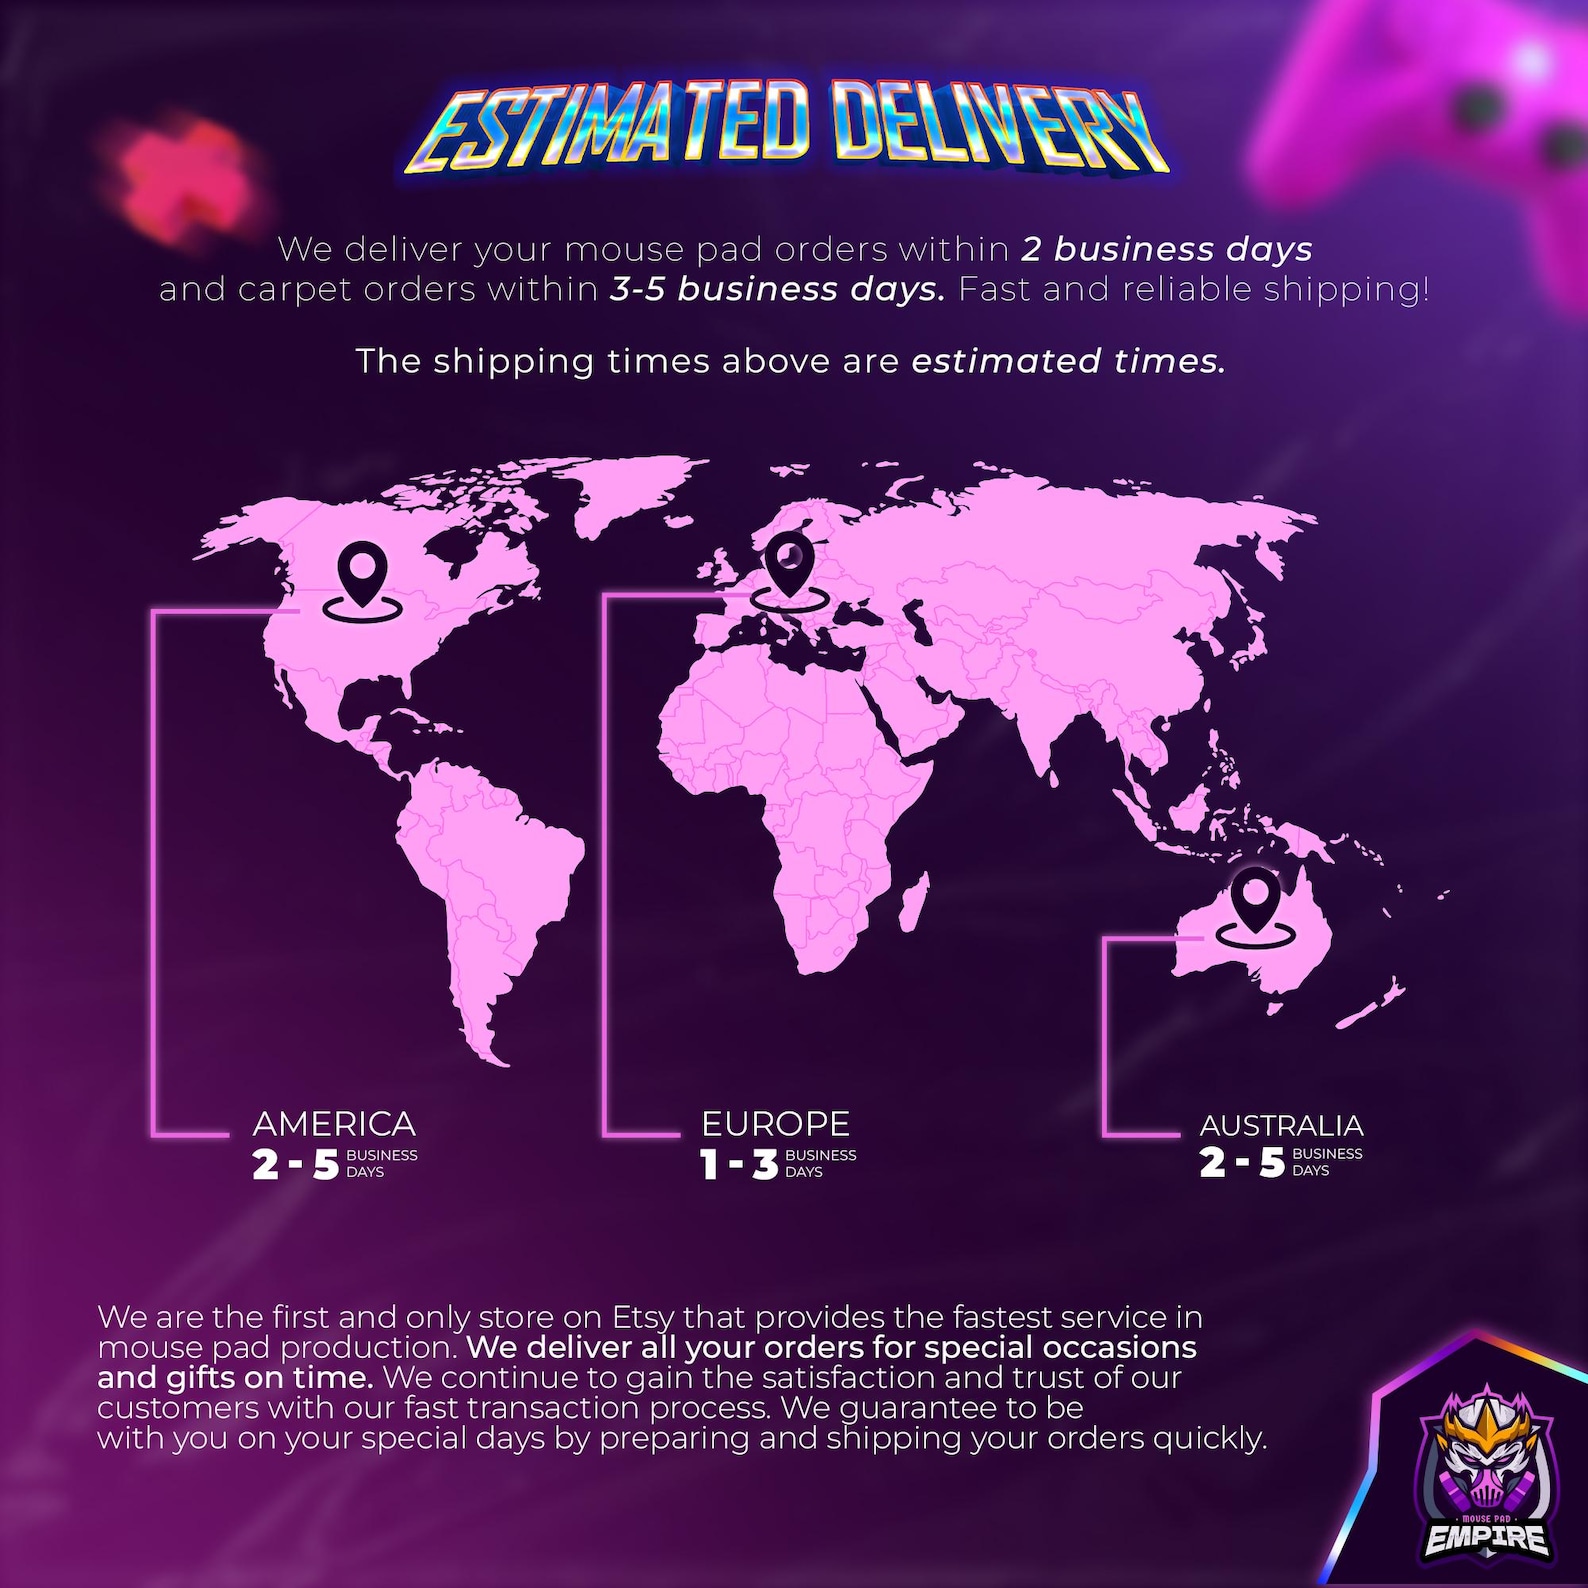 ESTIMATED DELIVERY
We deliver your mouse pad orders within 2 business days
and carpet orders within 3-5 business days. Fast and reliable shipping!
The shipping times above are estimated times.
AMERICA
2 - 5 BUSINESS DAYS
EUROPE
1 - 3 BUSINESS DAYS
AUSTRALIA
2 - 5 BUSINESS DAYS
We are the first and only store on Etsy that provides the fastest service in
mouse pad production. We deliver all your orders for special occasions
and gifts on time. We continue to gain the satisfaction and trust of our
customers with our fast transaction process. We guarantee to be
with you on your special days by preparing and shipping your orders quickly.
MOUSE PAD
EMPIRE